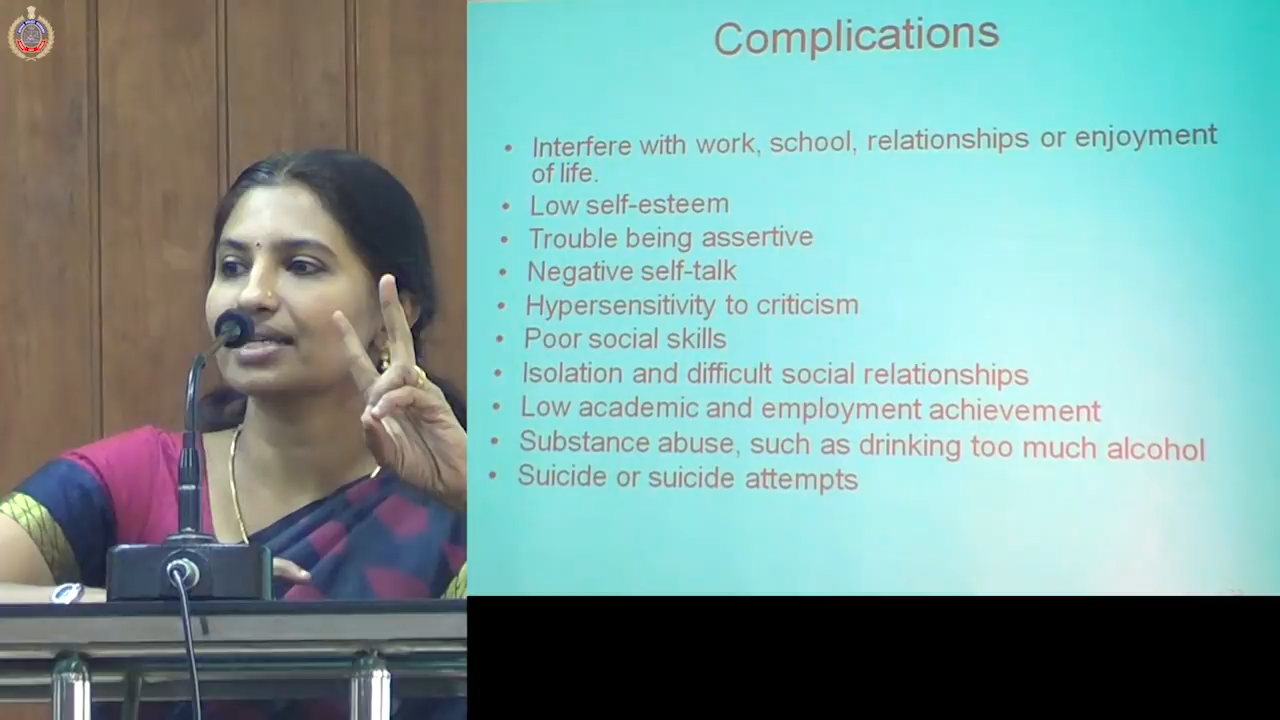 Complications
• Interfere with work, school, relationships or enjoyment
of life.
• Low self-esteem
• Trouble being assertive
• Negative self-talk
• Hypersensitivity to criticism
• Poor social skills
• Isolation and difficult social relationships
• Low academic and employment achievement
• Substance abuse, such as drinking too much alcohol
• Suicide or suicide attempts